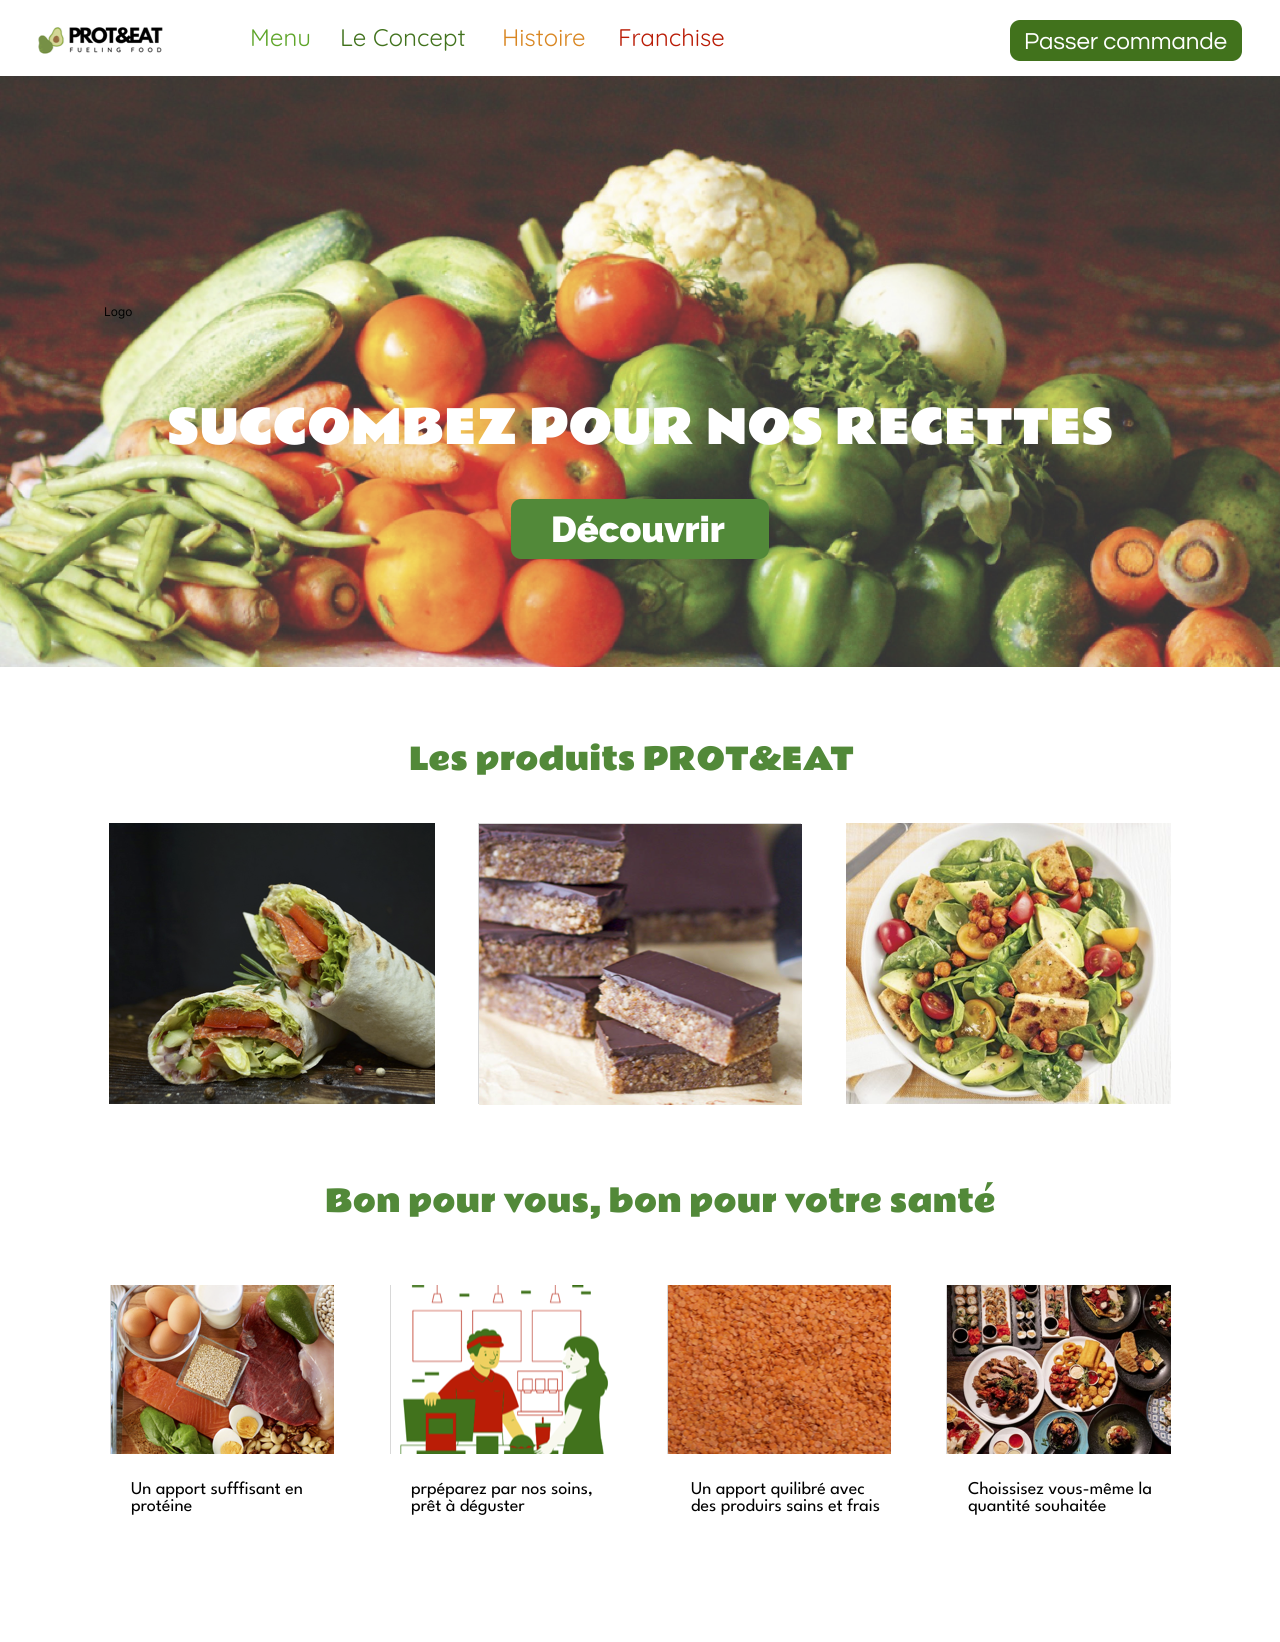 PROT&EAT
FUELING FOOD
Menu
Le Concept
Histoire
Franchise
Passer commande
Logo
SUCCOMBEZ POUR NOS RECETTES
Découvrir
Les produits PROT&EAT
Bon pour vous, bon pour votre santé
Un apport sufffisant en
protéine
prpéparez par nos soins,
prêt à déguster
Un apport quilibré avec
des produirs sains et frais
Choissisez vous-même la
quantité souhaitée